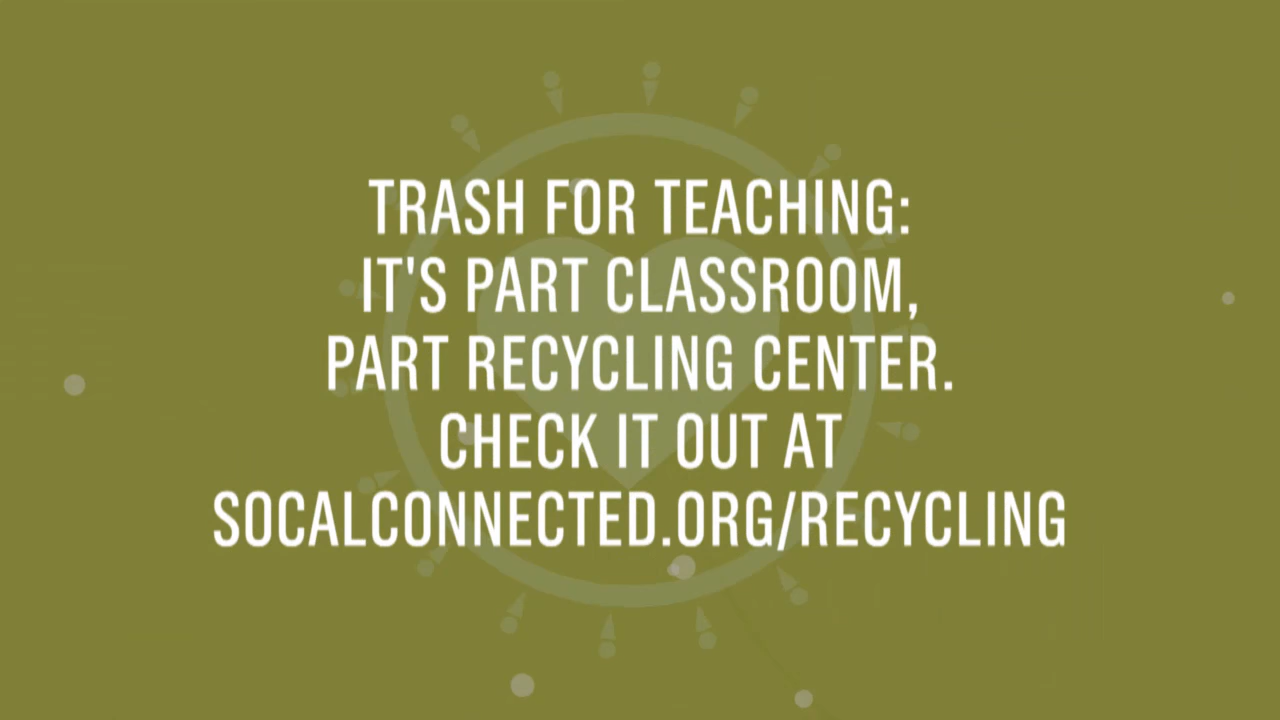 TRASH FOR TEACHING:
IT'S PART CLASSROOM,
PART RECYCLING CENTER.
CHECK IT OUT AT
SOCALCONNECTED.ORG/RECYCLING